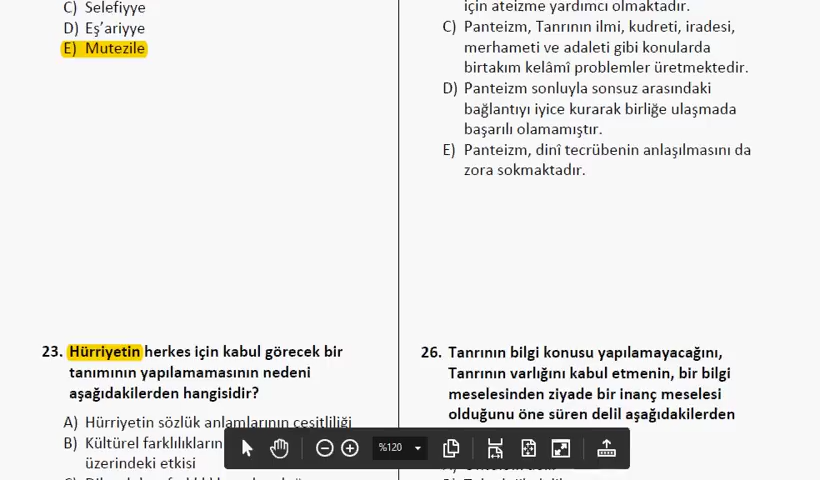 C) Selefiyye
D) Eş'ariyye
E) Mutezile
23. Hürriyetin herkes için kabul görecek bir
tanımının yapılamamasının nedeni
aşağıdakilerden hangisidir?
A) Hürriyetin sözlük anlamlarının çeşitliliği
B) Kültürel farklılıkların
üzerindeki etkisi
için ateizme yardımcı olmaktadır.
C) Panteizm, Tanrının ilmi, kudreti, iradesi,
merhameti ve adaleti gibi konularda
birtakım kelâmî problemler üretmektedir.
D) Panteizm sonluyla sonsuz arasındaki
bağlantıyı iyice kurarak birliğe ulaşmada
başarılı olamamıştır.
E) Panteizm, dinî tecrübenin anlaşılmasını da
zora sokmaktadır.
26. Tanrının bilgi konusu yapılamayacağını,
Tanrının varlığını kabul etmenin, bir bilgi
meselesinden ziyade bir inanç meselesi
olduğunu öne süren delil aşağıdakilerden
%120